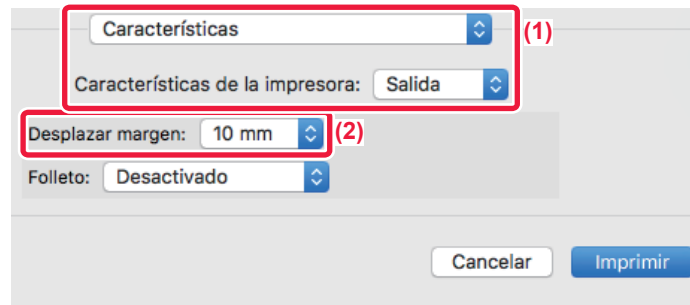 Características (1)
Características de la impresora: Salida
Desplazar margen: 10 mm (2)
Folleto: Desactivado
Cancelar Imprimir